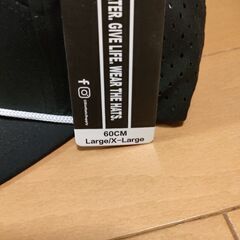 TER. GIVE LIFE. WEAR THE HATS.
60CM
Large/X-Large